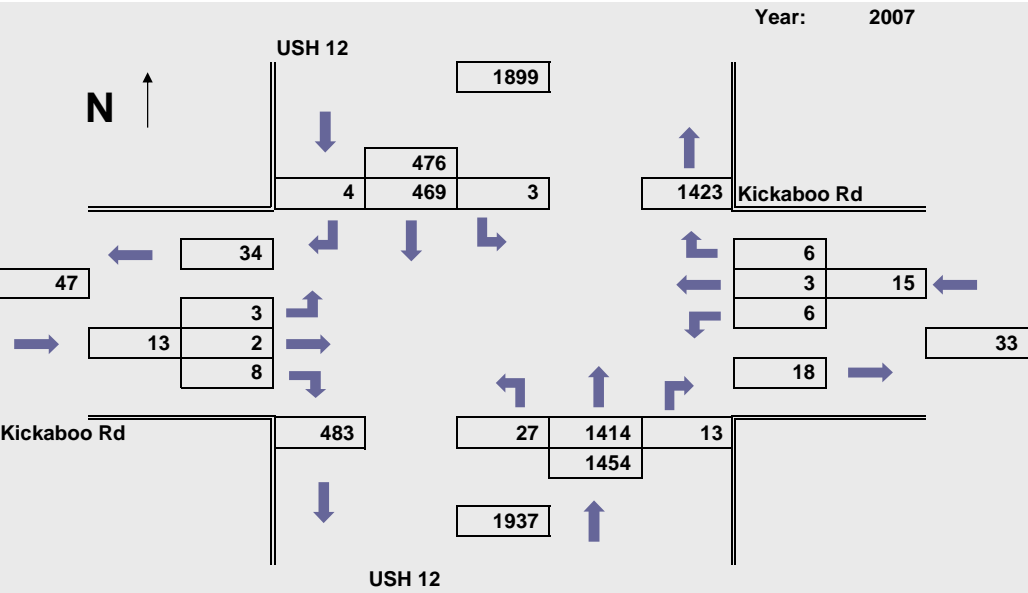 Year: 2007
USH 12
1899
N
476
4 469 3 1423 Kickaboo Rd
34 6
47 3 15
3 6
13 2 33
8 18
Kickaboo Rd 483 27 1414 13
1454
1937
USH 12